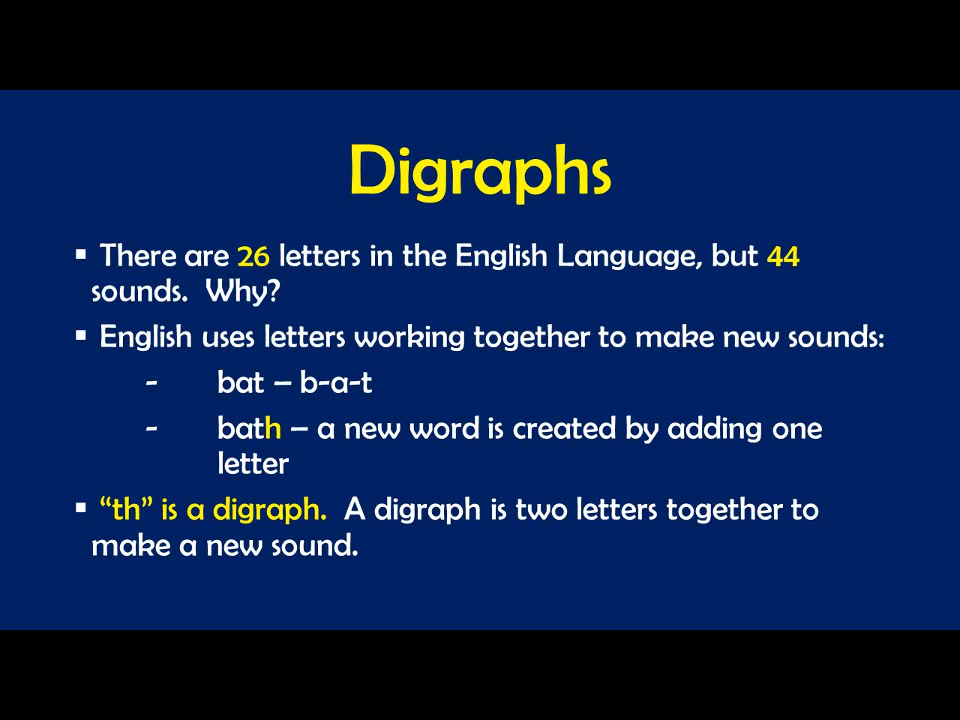 Digraphs
▪ There are 26 letters in the English Language, but 44
sounds.  Why?
▪ English uses letters working together to make new sounds:
- bat – b-a-t
- bath – a new word is created by adding one
letter
▪ “th” is a digraph.  A digraph is two letters together to
make a new sound.